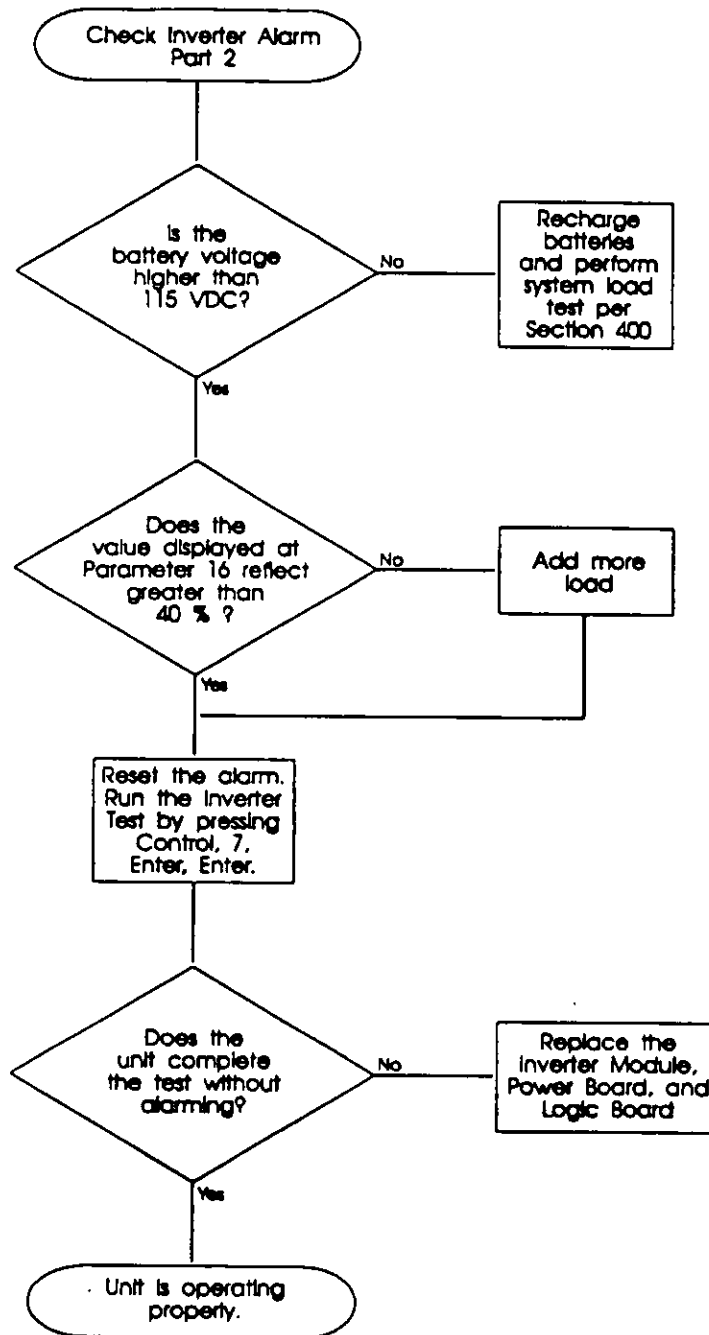 Check Inverter Alarm
Part 2
Is the
battery voltage
higher than
115 VDC?
No
Recharge
batteries
and perform
system load
test per
Section 400
Yes
Does the
value displayed at
Parameter 16 reflect
greater than
40 % ?
No
Add more
load
Yes
Reset the alarm.
Run the Inverter
Test by pressing
Control, 7,
Enter, Enter.
Does the
unit complete
the test without
alarming?
No
Replace the
Inverter Module,
Power Board, and
Logic Board
Yes
Unit is operating
properly.